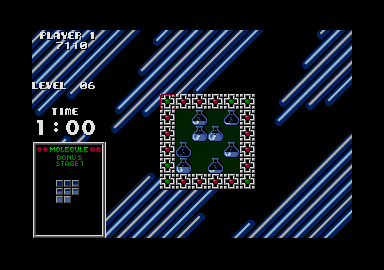 PLAYER 1
7110
LEVEL 06
TIME
1:00
MOLECULE
BONUS
STAGE 1